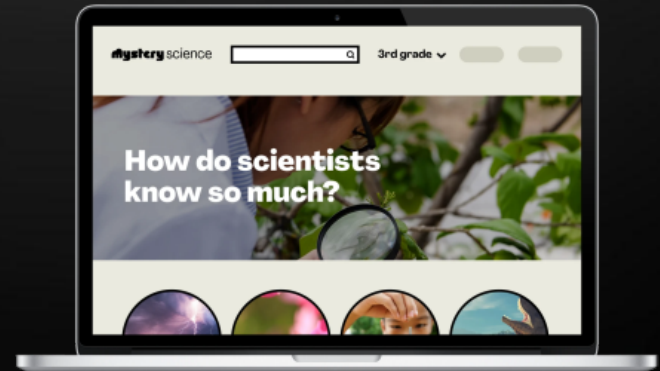 mystery science
3rd grade
How do scientists
know so much?